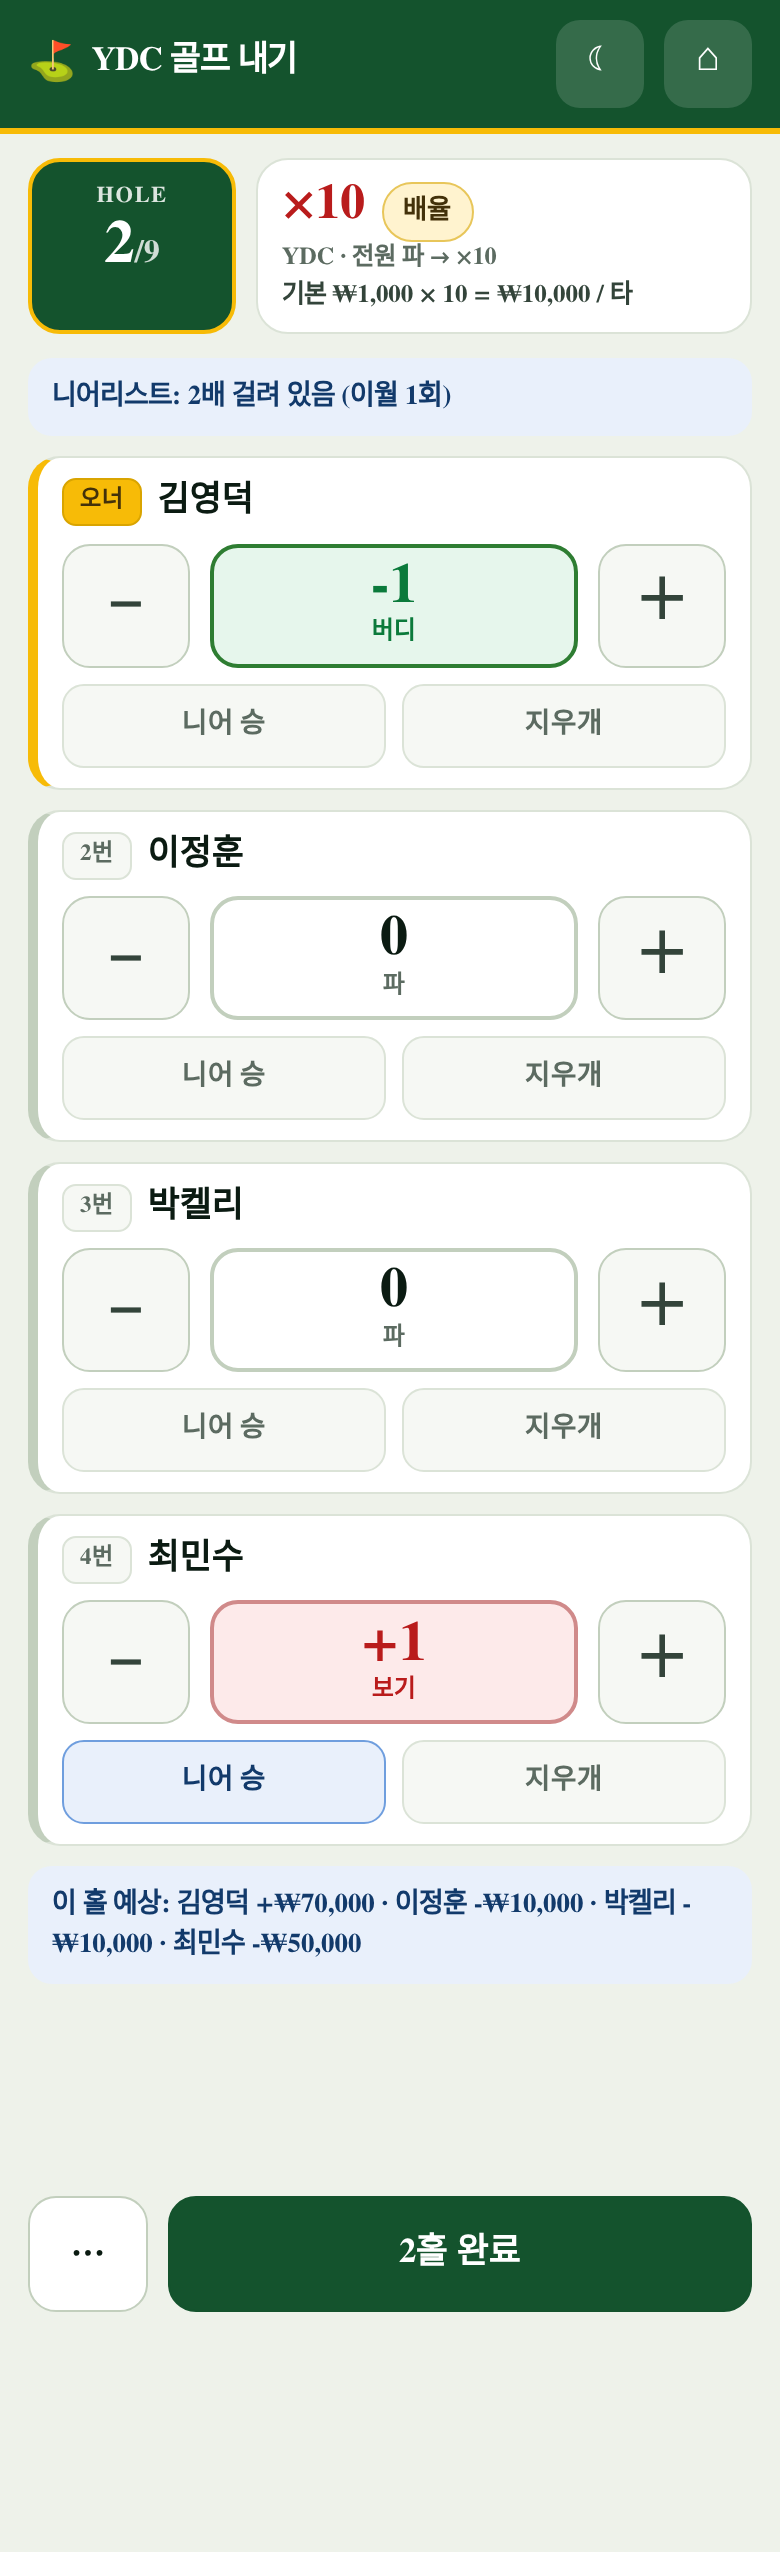 YDC 골프 내기
HOLE
2/9
×10 배율
YDC · 전원 파 → ×10
기본 ₩1,000 × 10 = ₩10,000 / 타
니어리스트: 2배 걸려 있음 (이월 1회)
오너 김영덕
− -1 +
버디
니어 승 지우개
2번 이정훈
− 0 +
파
니어 승 지우개
3번 박켈리
− 0 +
파
니어 승 지우개
4번 최민수
− +1 +
보기
니어 승 지우개
이 홀 예상: 김영덕 +₩70,000 · 이정훈 -₩10,000 · 박켈리 -
₩10,000 · 최민수 -₩50,000
··· 2홀 완료